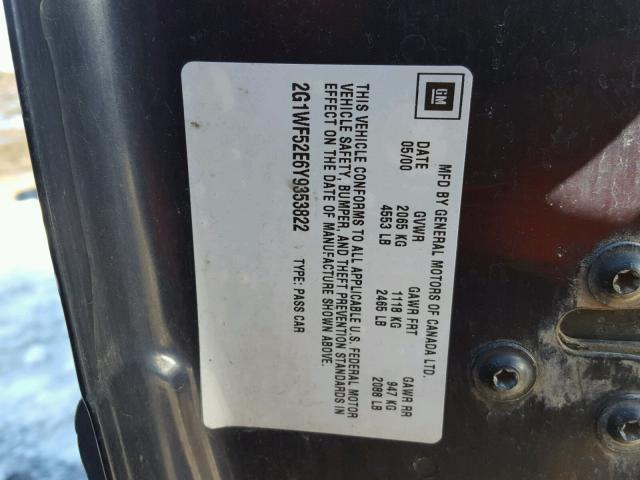 GM
MFD BY GENERAL MOTORS OF CANADA LTD.
DATE GVWR GAWR FRT GAWR RR
05/00 2065 KG 1118 KG 947 KG
4553 LB 2465 LB 2088 LB
THIS VEHICLE CONFORMS TO ALL APPLICABLE U.S. FEDERAL MOTOR
VEHICLE SAFETY, BUMPER, AND THEFT PREVENTION STANDARDS IN
EFFECT ON THE DATE OF MANUFACTURE SHOWN ABOVE.
2G1WF52E6Y9353822 TYPE: PASS CAR